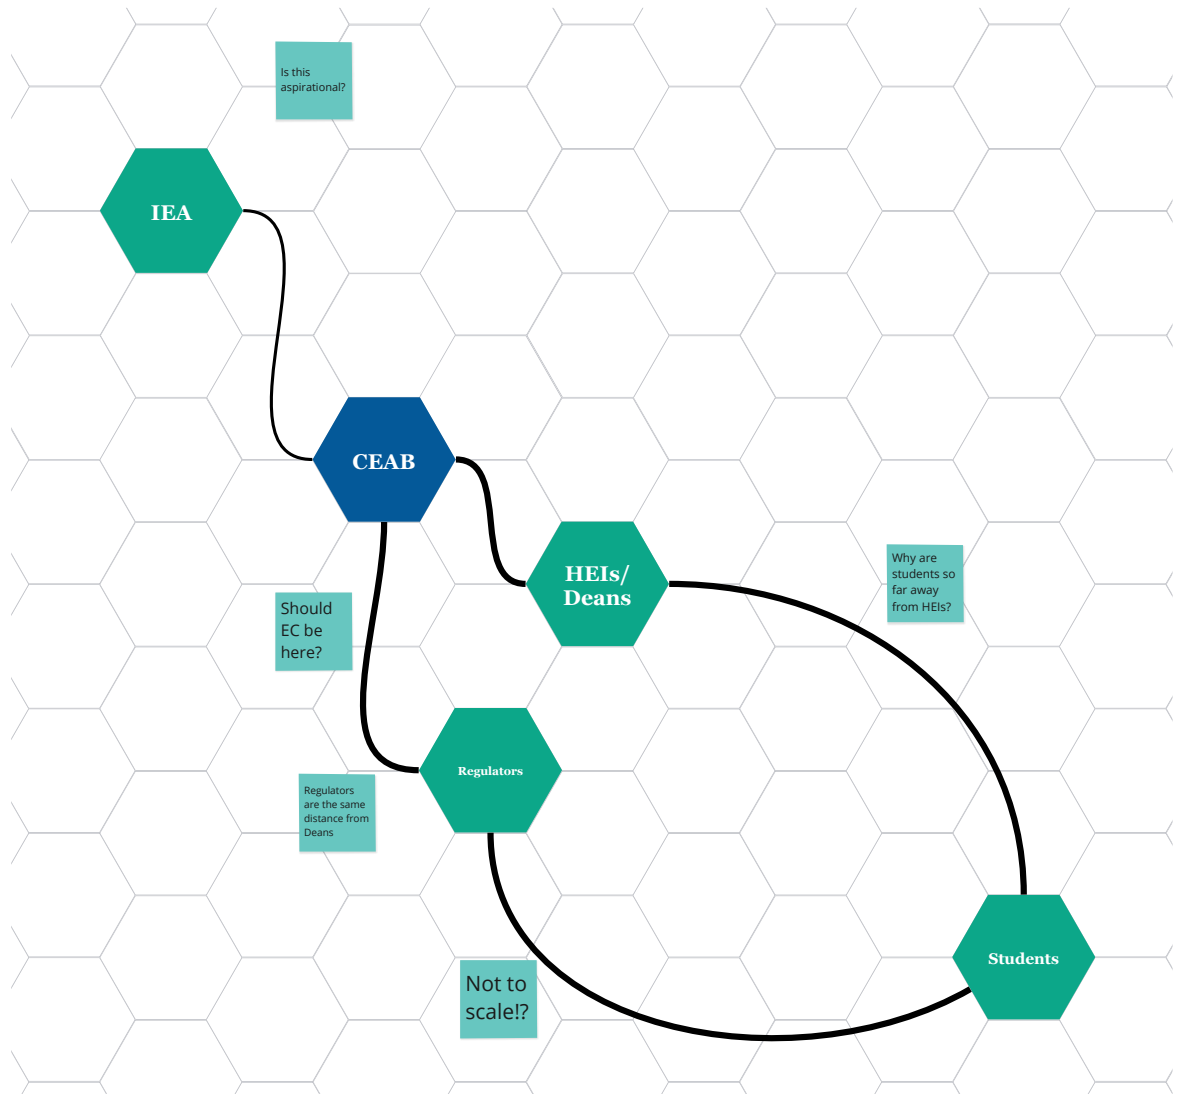 Is this
aspirational?
IEA
CEAB
HEIs/
Deans
Why are
students so
far away
from HEIs?
Should
EC be
here?
Regulators
Regulators
are the same
distance from
Deans
Students
Not to
scale!?